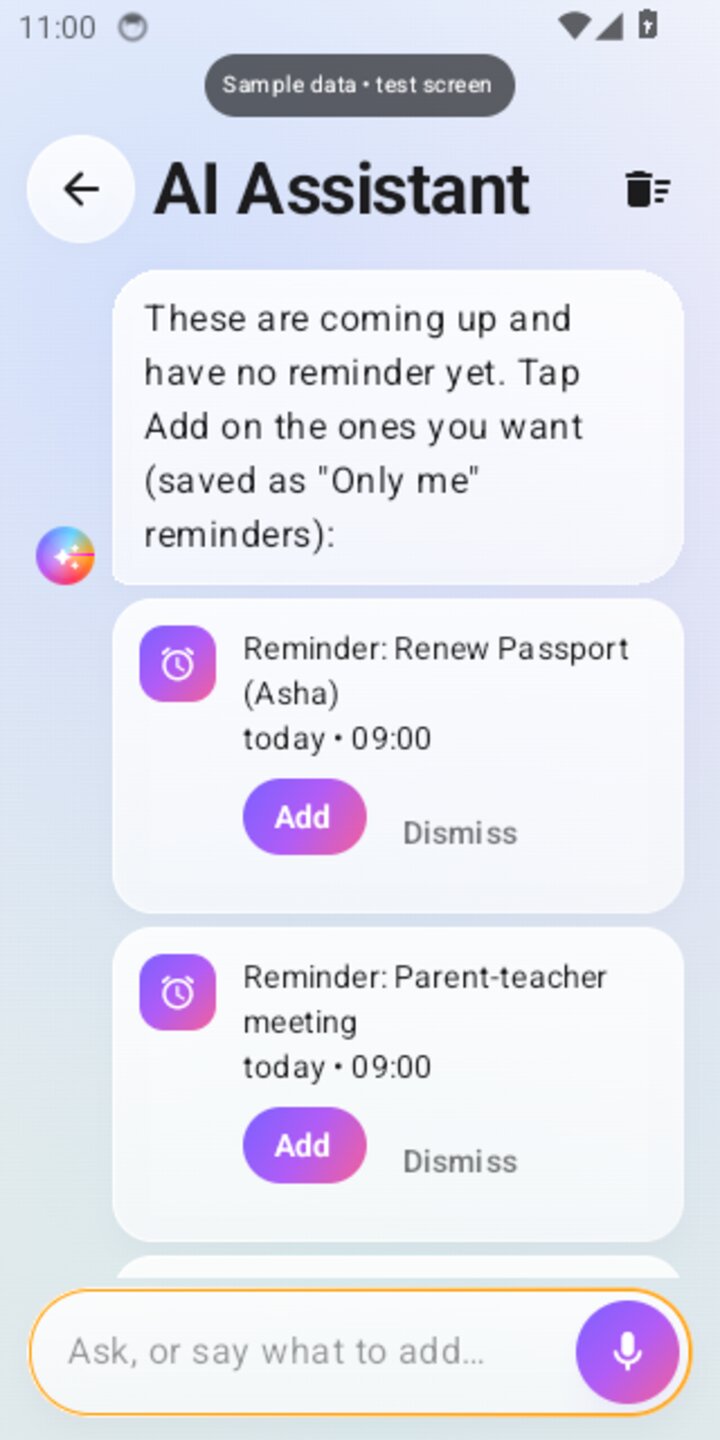 11:00
Sample data • test screen
AI Assistant
These are coming up and
have no reminder yet. Tap
Add on the ones you want
(saved as "Only me"
reminders):
Reminder: Renew Passport
(Asha)
today • 09:00
Add
Dismiss
Reminder: Parent-teacher
meeting
today • 09:00
Add
Dismiss
Ask, or say what to add...